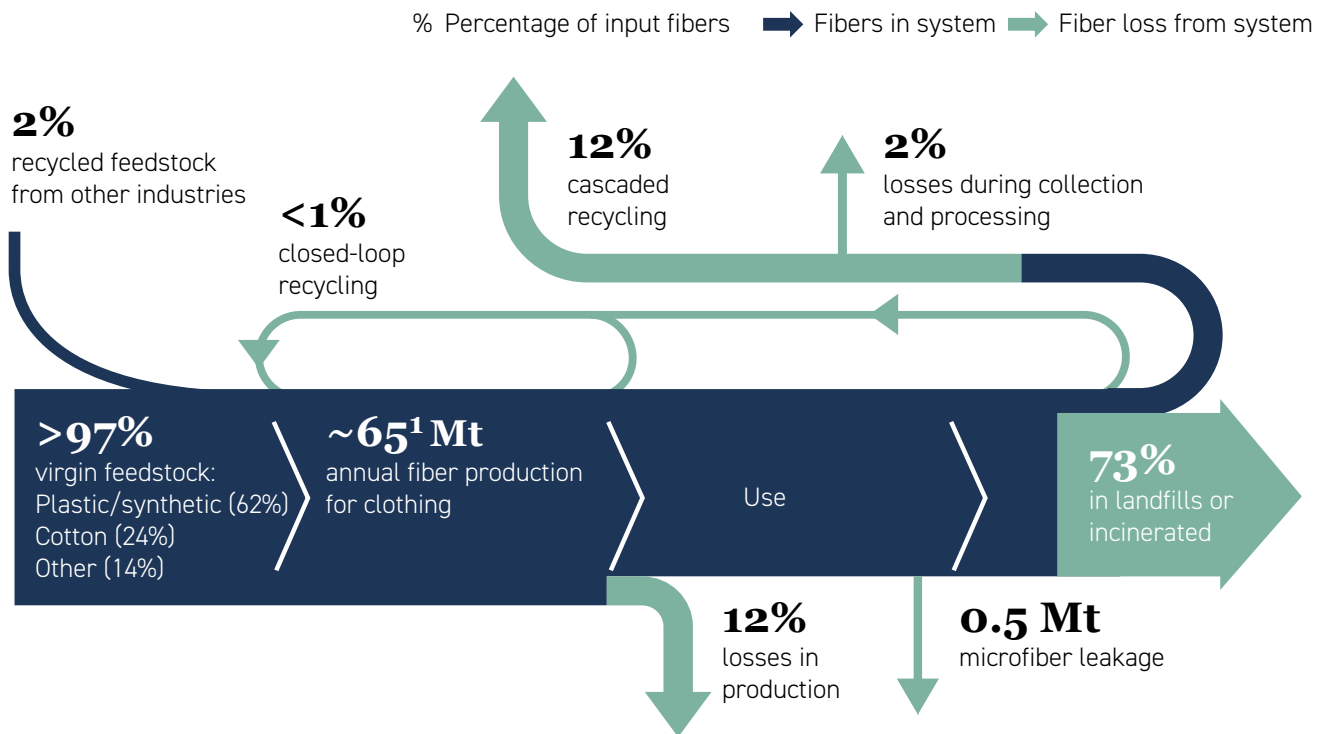 % Percentage of input fibers Fibers in system Fiber loss from system
2%
recycled feedstock
from other industries
<1%
closed-loop
recycling
12%
cascaded
recycling
2%
losses during collection
and processing
>97%
virgin feedstock:
Plastic/synthetic (62%)
Cotton (24%)
Other (14%)
~65¹ Mt
annual fiber production
for clothing
Use
73%
in landfills or
incinerated
12%
losses in
production
0.5 Mt
microfiber leakage